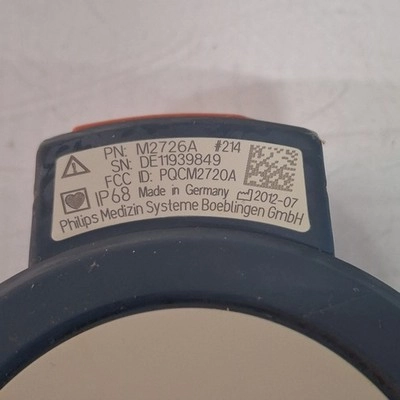 PN: M2726A #214
SN: DE11939849
FCC ID: PQCM2720A
IP68 Made in Germany 2012-07
Philips Medizin Systeme Boeblingen GmbH